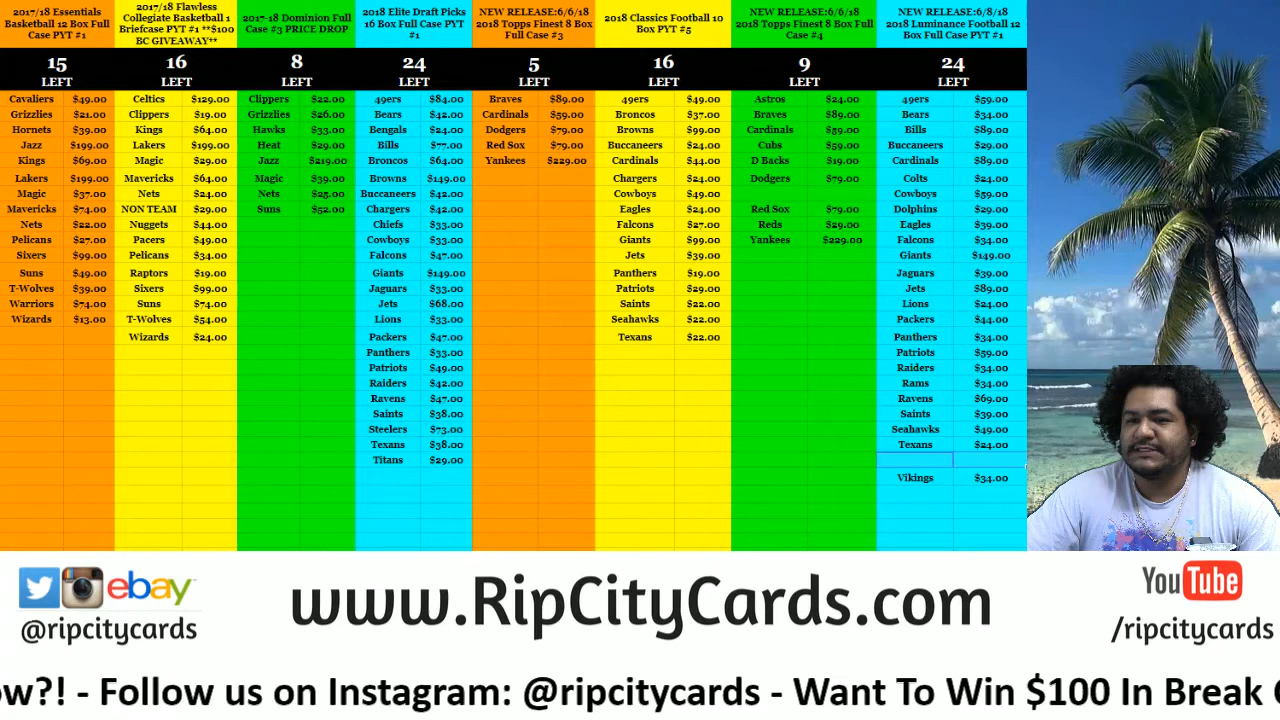 2017/18 Essentials
Basketball 12 Box Full
Case PYT #1
15
LEFT
Cavaliers $49.00
Grizzlies $21.00
Hornets $39.00
Jazz $199.00
Kings $69.00
Lakers $199.00
Magic $37.00
Mavericks $74.00
Nets $22.00
Pelicans $27.00
Sixers $99.00
Suns $49.00
T-Wolves $39.00
Warriors $74.00
Wizards $13.00
2017/18 Flawless
Collegiate Basketball 1
Briefcase PYT #1 **$100
BC GIVEAWAY**
16
LEFT
Celtics $129.00
Clippers $19.00
Kings $64.00
Lakers $199.00
Magic $29.00
Mavericks $64.00
Nets $24.00
NON TEAM $29.00
Nuggets $44.00
Pacers $49.00
Pelicans $34.00
Raptors $19.00
Sixers $99.00
Suns $74.00
T-Wolves $54.00
Wizards $24.00
2017-18 Dominion Full
Case #3 PRICE DROP
8
LEFT
Clippers $22.00
Grizzlies $26.00
Hawks $33.00
Heat $29.00
Jazz $219.00
Magic $39.00
Nets $25.00
Suns $52.00
2018 Elite Draft Picks
16 Box Full Case PYT
#1
24
LEFT
49ers $84.00
Bears $42.00
Bengals $24.00
Bills $77.00
Broncos $64.00
Browns $149.00
Buccaneers $42.00
Chargers $42.00
Chiefs $33.00
Cowboys $33.00
Falcons $47.00
Giants $149.00
Jaguars $33.00
Jets $68.00
Lions $33.00
Packers $47.00
Panthers $33.00
Patriots $49.00
Raiders $42.00
Ravens $47.00
Saints $38.00
Steelers $73.00
Texans $38.00
Titans $29.00
NEW RELEASE:6/6/18
2018 Topps Finest 8 Box
Full Case #3
5
LEFT
Braves $89.00
Cardinals $59.00
Dodgers $79.00
Red Sox $79.00
Yankees $229.00
2018 Classics Football 10
Box PYT #5
16
LEFT
49ers $49.00
Broncos $37.00
Browns $99.00
Buccaneers $24.00
Cardinals $44.00
Chargers $24.00
Cowboys $49.00
Eagles $24.00
Falcons $27.00
Giants $99.00
Jets $39.00
Panthers $19.00
Patriots $29.00
Saints $22.00
Seahawks $22.00
Texans $22.00
NEW RELEASE:6/6/18
2018 Topps Finest 8 Box Full
Case #4
9
LEFT
Astros $24.00
Braves $89.00
Cardinals $59.00
Cubs $59.00
D Backs $19.00
Dodgers $79.00
Red Sox $79.00
Reds $29.00
Yankees $229.00
NEW RELEASE:6/8/18
2018 Luminance Football 12
Box Full Case PYT #1
24
LEFT
49ers $59.00
Bears $34.00
Bills $89.00
Buccaneers $29.00
Cardinals $89.00
Colts $24.00
Cowboys $59.00
Dolphins $29.00
Eagles $39.00
Falcons $34.00
Giants $149.00
Jaguars $39.00
Jets $89.00
Lions $24.00
Packers $44.00
Panthers $34.00
Patriots $59.00
Raiders $34.00
Rams $34.00
Ravens $69.00
Saints $39.00
Seahawks $49.00
Texans $24.00
Vikings $34.00
ebay
@ripcitycards
www.RipCityCards.com
YouTube
/ripcitycards
ow?! - Follow us on Instagram: @ripcitycards - Want To Win $100 In Break